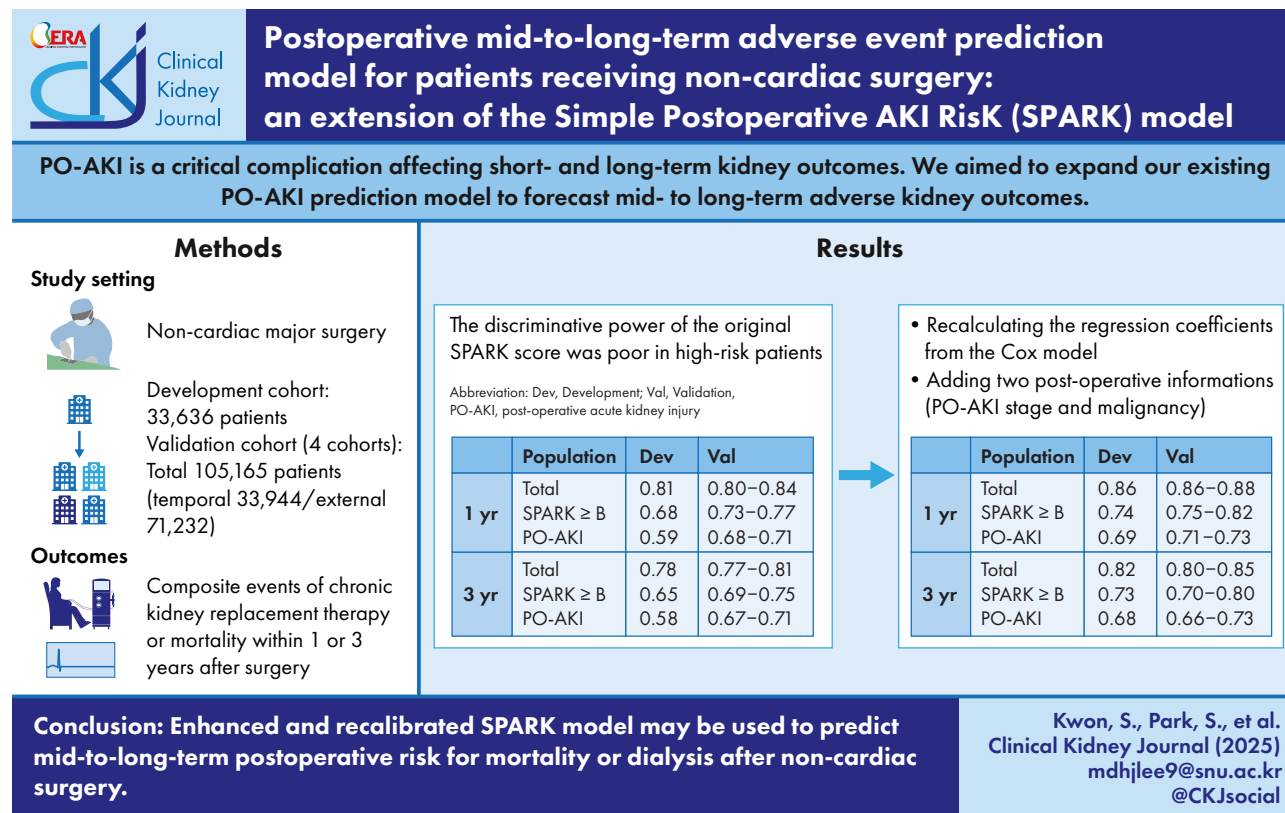 ERA
CKJ
Clinical
Kidney
Journal
Postoperative mid-to-long-term adverse event prediction
model for patients receiving non-cardiac surgery:
an extension of the Simple Postoperative AKI RisK (SPARK) model
PO-AKI is a critical complication affecting short- and long-term kidney outcomes. We aimed to expand our existing
PO-AKI prediction model to forecast mid- to long-term adverse kidney outcomes.
Methods
Study setting
Non-cardiac major surgery
Development cohort:
33,636 patients
Validation cohort (4 cohorts):
Total 105,165 patients
(temporal 33,944/external
71,232)
Outcomes
Composite events of chronic
kidney replacement therapy
or mortality within 1 or 3
years after surgery
Results
The discriminative power of the original
SPARK score was poor in high-risk patients
Abbreviation: Dev, Development; Val, Validation,
PO-AKI, post-operative acute kidney injury
Population Dev Val
1 yr
Total 0.81 0.80–0.84
SPARK ≥ B 0.68 0.73–0.77
PO-AKI 0.59 0.68–0.71
3 yr
Total 0.78 0.77–0.81
SPARK ≥ B 0.65 0.69–0.75
PO-AKI 0.58 0.67–0.71
• Recalculating the regression coefficients
from the Cox model
• Adding two post-operative informations
(PO-AKI stage and malignancy)
Population Dev Val
1 yr
Total 0.86 0.86–0.88
SPARK ≥ B 0.74 0.75–0.82
PO-AKI 0.69 0.71–0.73
3 yr
Total 0.82 0.80–0.85
SPARK ≥ B 0.73 0.70–0.80
PO-AKI 0.68 0.66–0.73
Conclusion: Enhanced and recalibrated SPARK model may be used to predict
mid-to-long-term postoperative risk for mortality or dialysis after non-cardiac
surgery.
Kwon, S., Park, S., et al.
Clinical Kidney Journal (2025)
mdhjlee9@snu.ac.kr
@CKJsocial